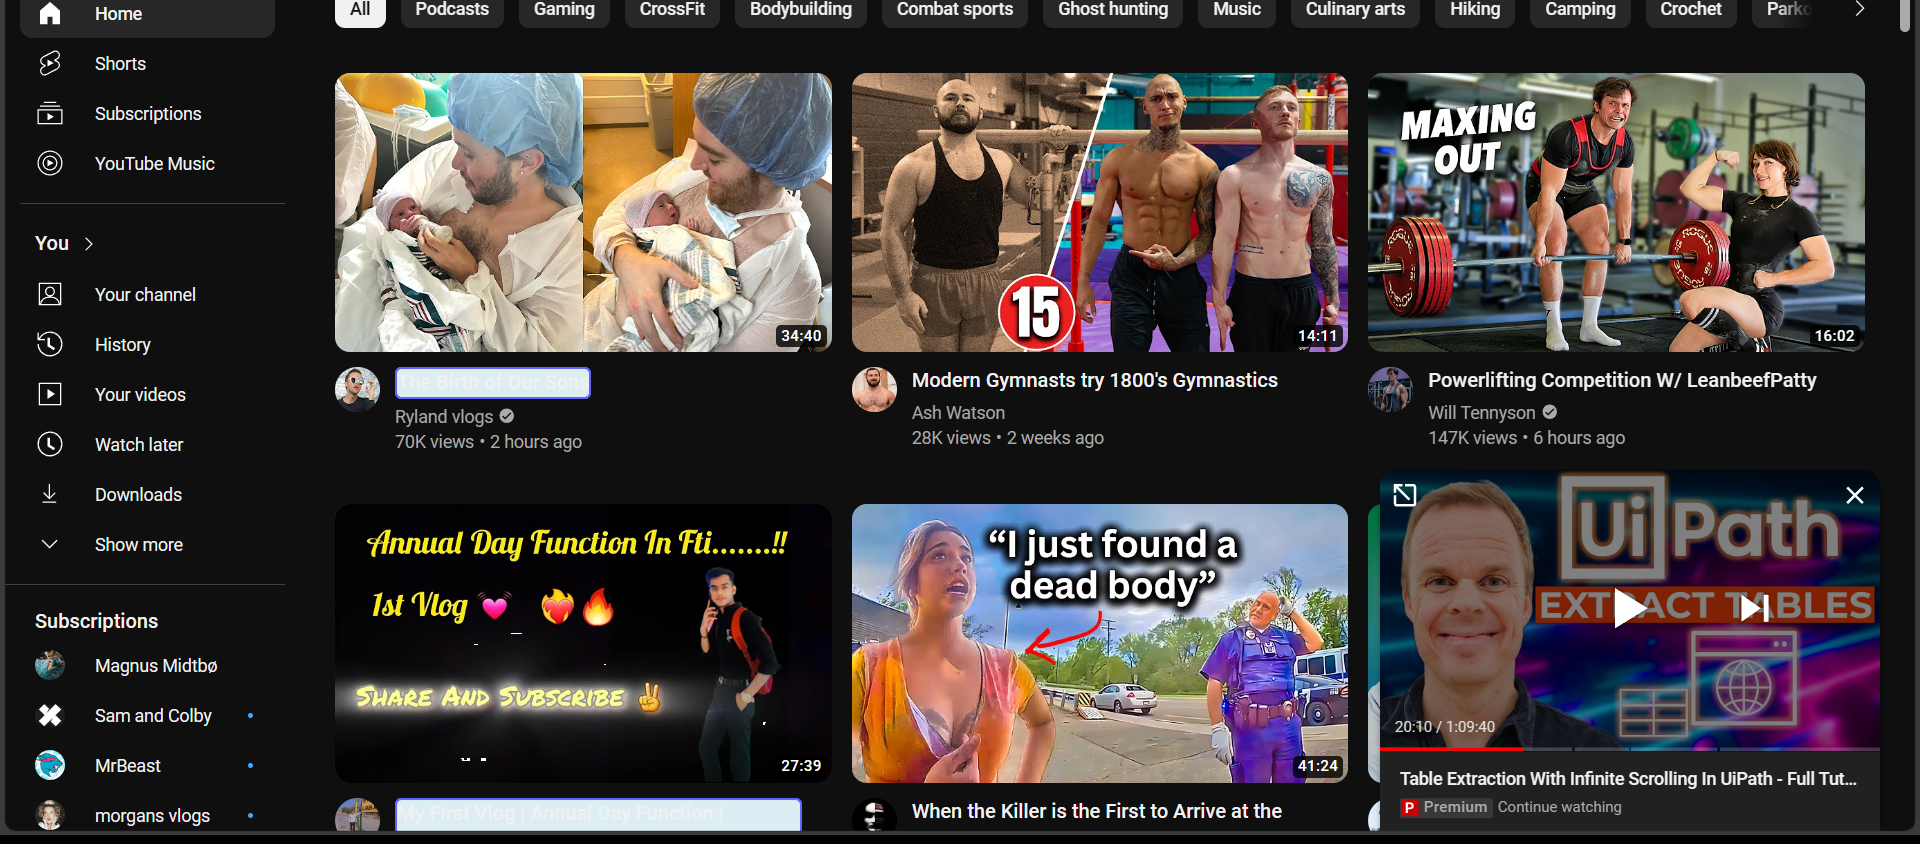 Home
All
Podcasts
Gaming
CrossFit
Bodybuilding
Combat sports
Ghost hunting
Music
Culinary arts
Hiking
Camping
Crochet
Shorts
Subscriptions
YouTube Music
You
Your channel
History
Your videos
Watch later
Downloads
Show more
Subscriptions
Magnus Midtbø
Sam and Colby
MrBeast
morgans vlogs
34:40
The Birth of Our Sons
Ryland vlogs
70K views • 2 hours ago
15
14:11
Modern Gymnasts try 1800's Gymnastics
Ash Watson
28K views • 2 weeks ago
MAXING
OUT
16:02
Powerlifting Competition W/ LeanbeefPatty
Will Tennyson
147K views • 6 hours ago
Annual Day Function In Fti.......!!
1st Vlog 💓 ❤️‍🔥🔥
Share And Subscribe ✌
27:39
My First Vlog | Annual Day Function |
“I just found a
dead body”
41:24
When the Killer is the First to Arrive at the
UiPath
EXTRACT TABLES
20:10 / 1:09:40
Table Extraction With Infinite Scrolling In UiPath - Full Tut...
P Premium Continue watching